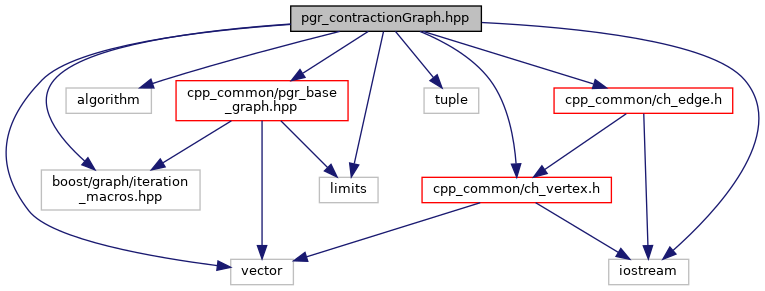 pgr_contractionGraph.hpp
algorithm
cpp_common/pgr_base
_graph.hpp
tuple
cpp_common/ch_edge.h
boost/graph/iteration
_macros.hpp
limits
cpp_common/ch_vertex.h
vector
iostream